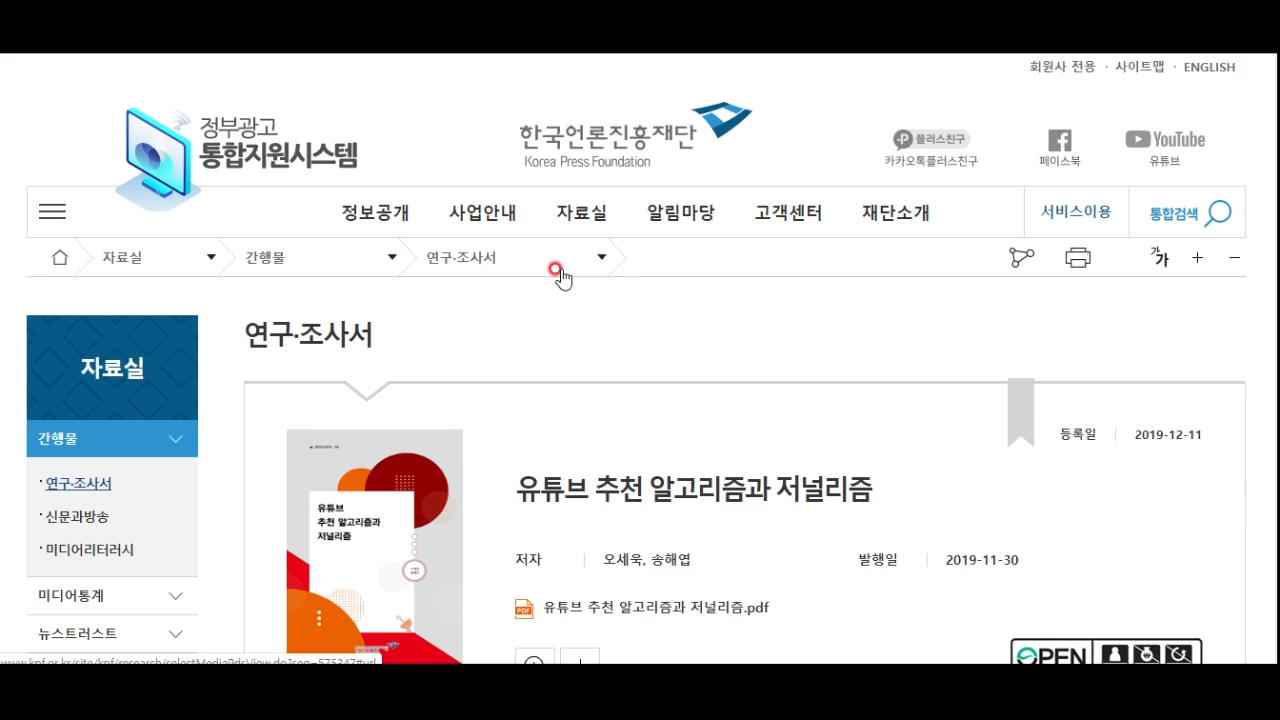 회원사 전용 · 사이트맵 · ENGLISH
정부광고
통합지원시스템
한국언론진흥재단
Korea Press Foundation
플러스친구
카카오톡플러스친구
페이스북
YouTube
유튜브
정보공개 사업안내 자료실 알림마당 고객센터 재단소개 서비스이용 통합검색
자료실 간행물 연구·조사서 가가 + −
연구·조사서
자료실
간행물
· 연구·조사서
· 신문과방송
· 미디어리터러시
미디어통계
뉴스트러스트
등록일 2019-12-11
유튜브 추천 알고리즘과 저널리즘
유튜브
추천 알고리즘과
저널리즘
저자 오세욱, 송해엽 발행일 2019-11-30
PDF 유튜브 추천 알고리즘과 저널리즘.pdf
OPEN